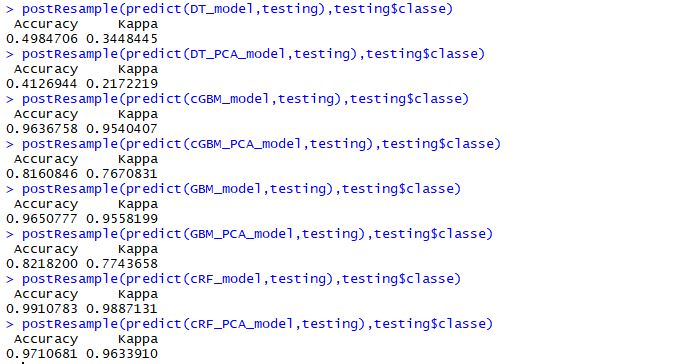 > postResample(predict(DT_model,testing),testing$classe)
 Accuracy     Kappa
0.4984706 0.3448445
> postResample(predict(DT_PCA_model,testing),testing$classe)
 Accuracy     Kappa
0.4126944 0.2172219
> postResample(predict(cGBM_model,testing),testing$classe)
 Accuracy     Kappa
0.9636758 0.9540407
> postResample(predict(cGBM_PCA_model,testing),testing$classe)
 Accuracy     Kappa
0.8160846 0.7670831
> postResample(predict(GBM_model,testing),testing$classe)
 Accuracy     Kappa
0.9650777 0.9558199
> postResample(predict(GBM_PCA_model,testing),testing$classe)
 Accuracy     Kappa
0.8218200 0.7743658
> postResample(predict(cRF_model,testing),testing$classe)
 Accuracy     Kappa
0.9910783 0.9887131
> postResample(predict(cRF_PCA_model,testing),testing$classe)
 Accuracy     Kappa
0.9710681 0.9633910